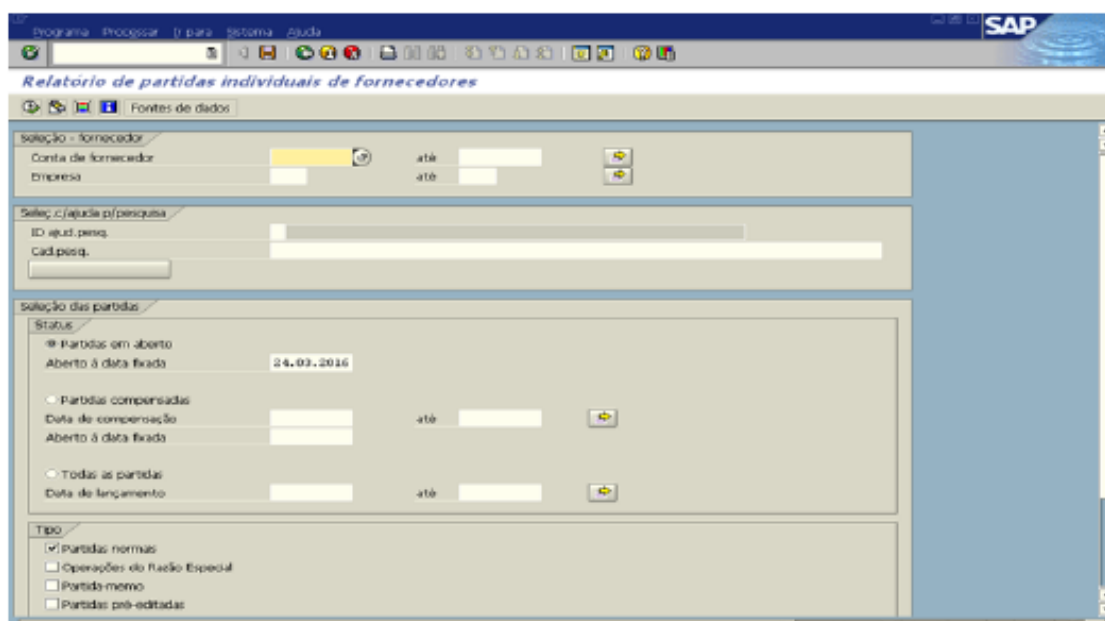 Programa Processar Ir para Sistema Ajuda
SAP
Relatório de partidas individuais de fornecedores
Fontes de dados
Seleção - fornecedor
Conta de fornecedor até
Empresa até
Seleç.c/ajuda p/pesquisa
ID ajud.pesq.
Cad.pesq.
Seleção das partidas
Status
Partidas em aberto
Aberto à data fixada 24.03.2016
Partidas compensadas
Data de compensação até
Aberto à data fixada
Todas as partidas
Data de lançamento até
Tipo
Partidas normais
Operações do Razão Especial
Partida-memo
Partidas pré-editadas